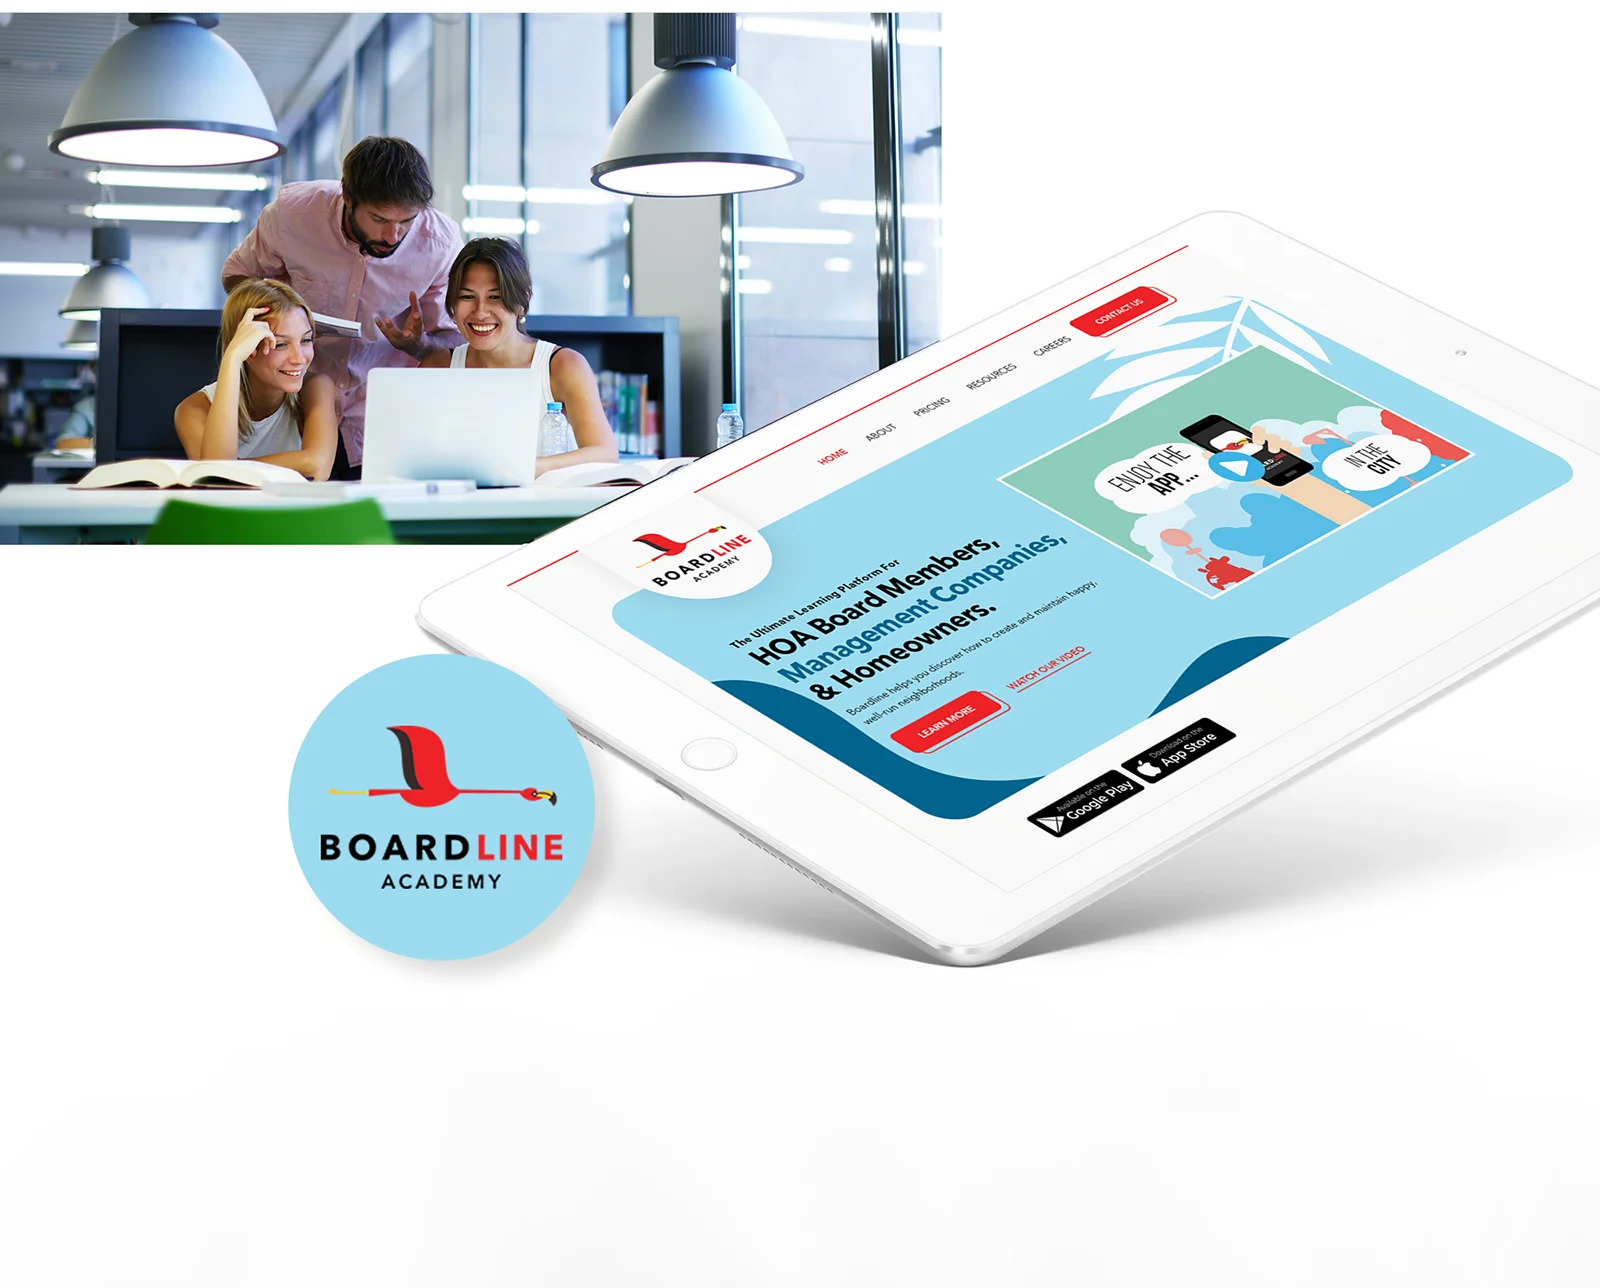 HOME
ABOUT
PRICING
RESOURCES
CAREERS
CONTACT US
BOARDLINE
ACADEMY
The Ultimate Learning Platform For
HOA Board Members,
Management Companies,
& Homeowners.
Boardline helps you discover how to create and maintain happy,
well-run neighborhoods.
LEARN MORE
WATCH OUR VIDEO
ENJOY THE
APP...
IN THE
CITY
Available on the
Google Play
Download on the
App Store
BOARDLINE
ACADEMY